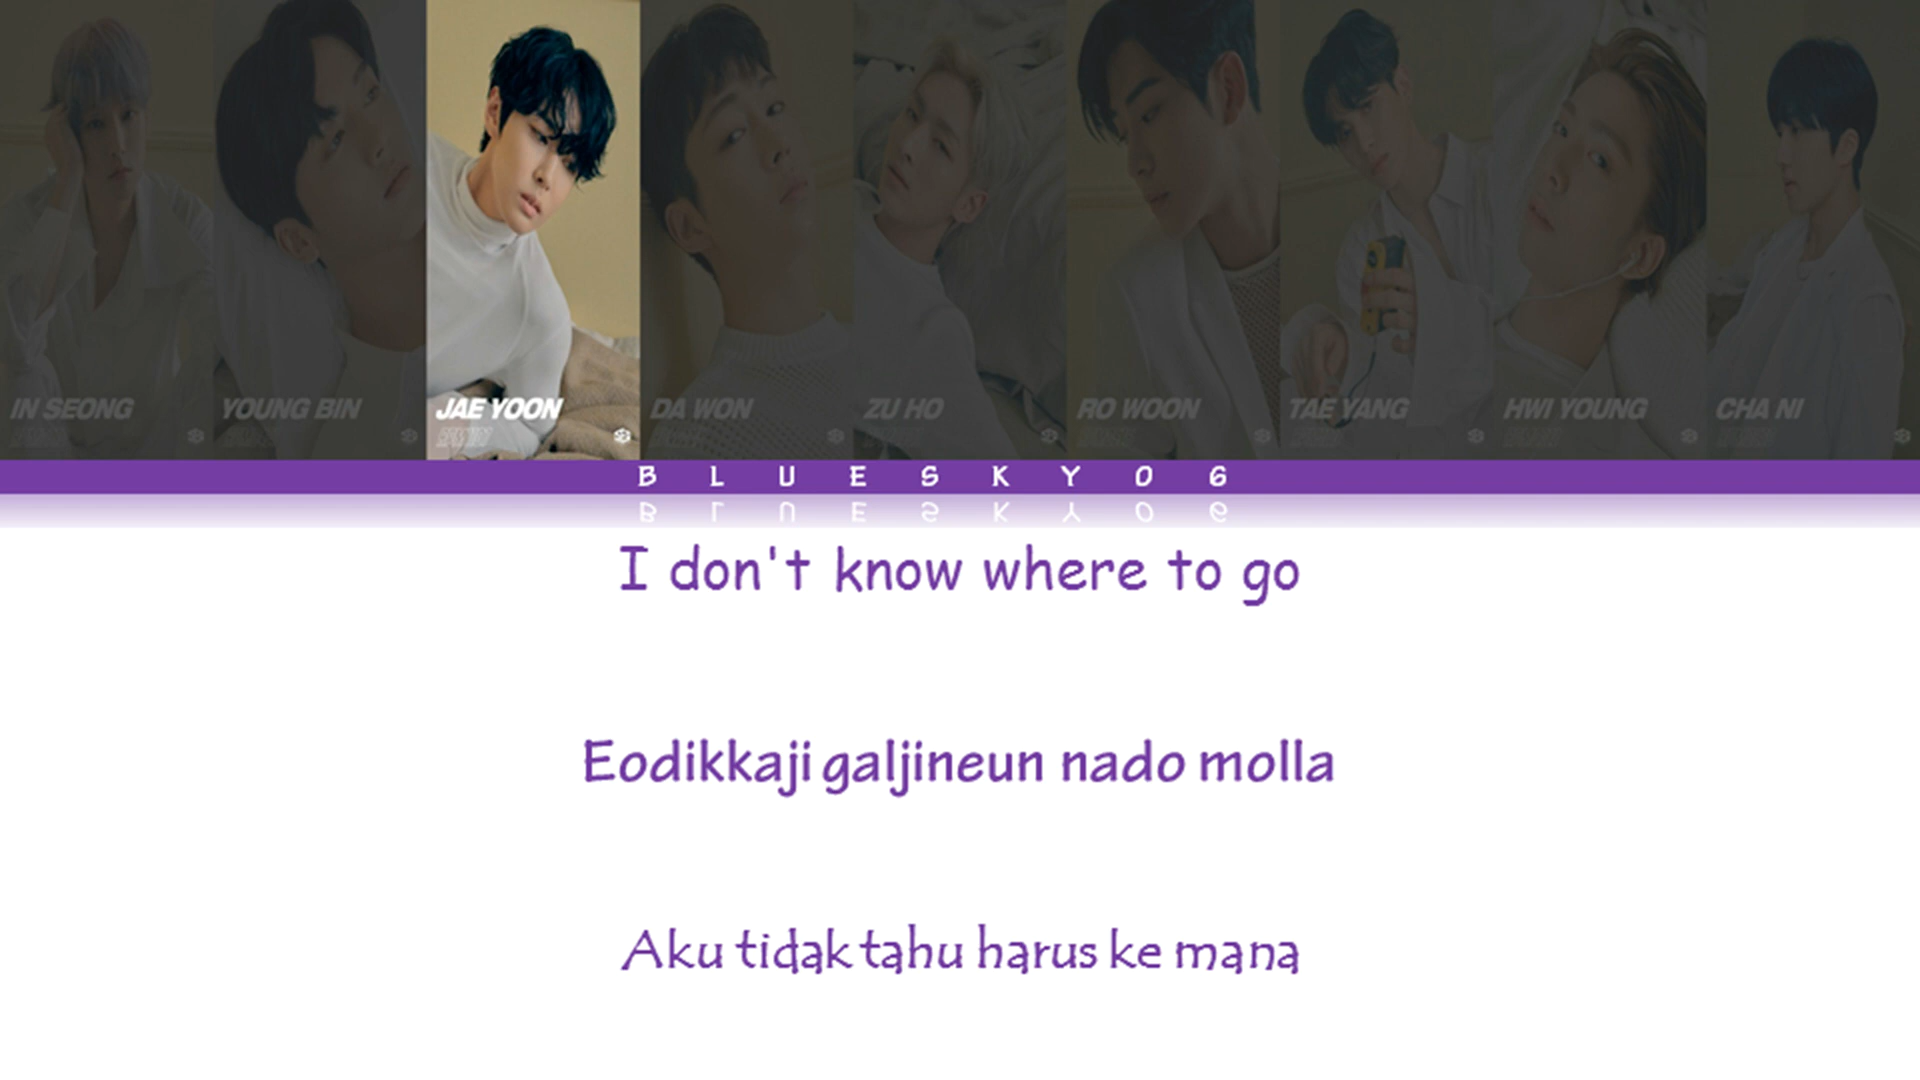 IN SEONG
YOUNG BIN
JAE YOON
DA WON
ZU HO
RO WOON
TAE YANG
HWI YOUNG
CHA NI
BLUESKY06
I don't know where to go
Eodikkaji galjineun nado molla
Aku tidak tahu harus ke mana